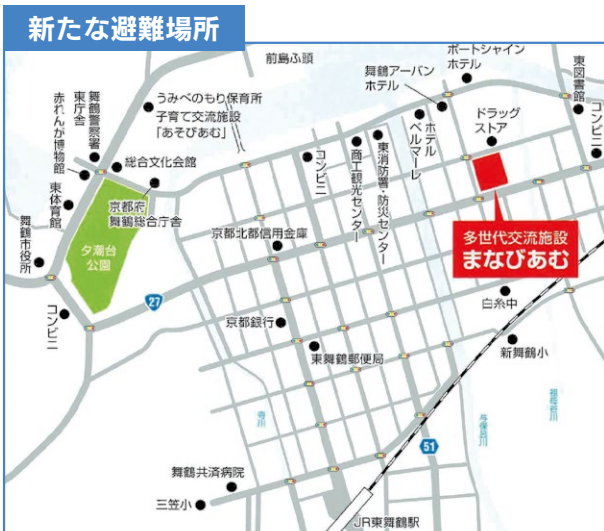 新たな避難場所
前島ふ頭
ポートシャイン
ホテル
舞鶴アーバン
ホテル
東図書館
コンビニ
ドラッグ
ストア
ホテル
ベルマーレ
東消防署・防災センター
商工観光センター
コンビニ
うみべのもり保育所
子育て交流施設
「あそびあむ」
舞鶴警察署
東庁舎
赤れんが博物館
総合文化会館
東体育館
京都府
舞鶴総合庁舎
舞鶴市役所
夕潮台
公園
コンビニ
27
京都北都信用金庫
多世代交流施設
まなびあむ
白糸中
新舞鶴小
京都銀行
東舞鶴郵便局
寺川
与保呂川
祖母谷川
51
舞鶴共済病院
三笠小
JR東舞鶴駅